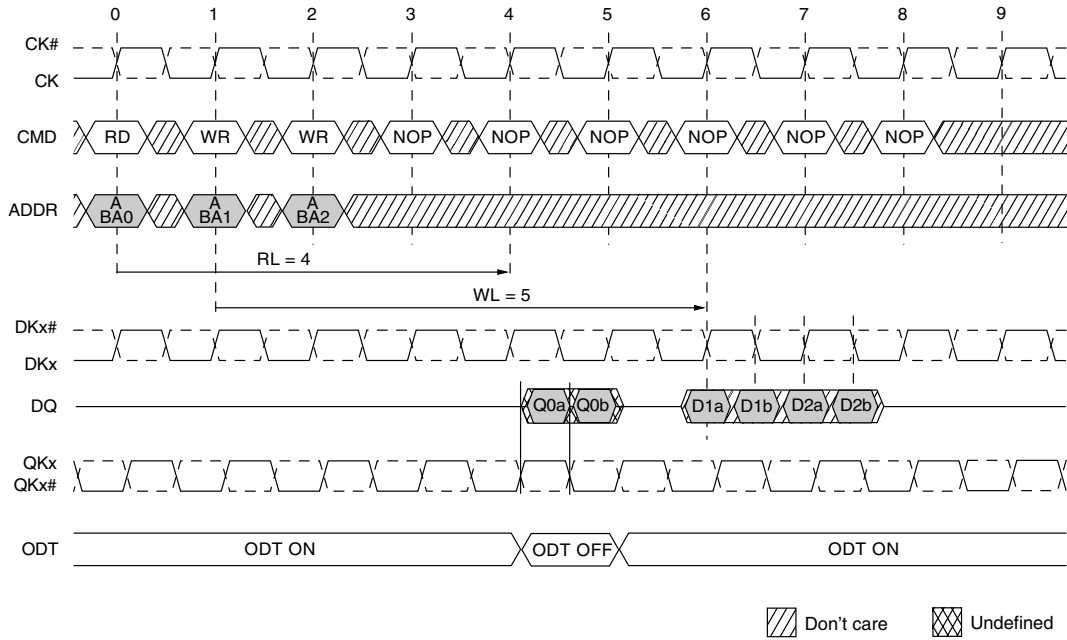 0 1 2 3 4 5 6 7 8 9
CK#
CK
CMD RD WR WR NOP NOP NOP NOP NOP NOP
ADDR A BA0 A BA1 A BA2
RL = 4
WL = 5
DKx#
DKx
DQ Q0a Q0b D1a D1b D2a D2b
QKx
QKx#
ODT ODT ON ODT OFF ODT ON
Don't care Undefined